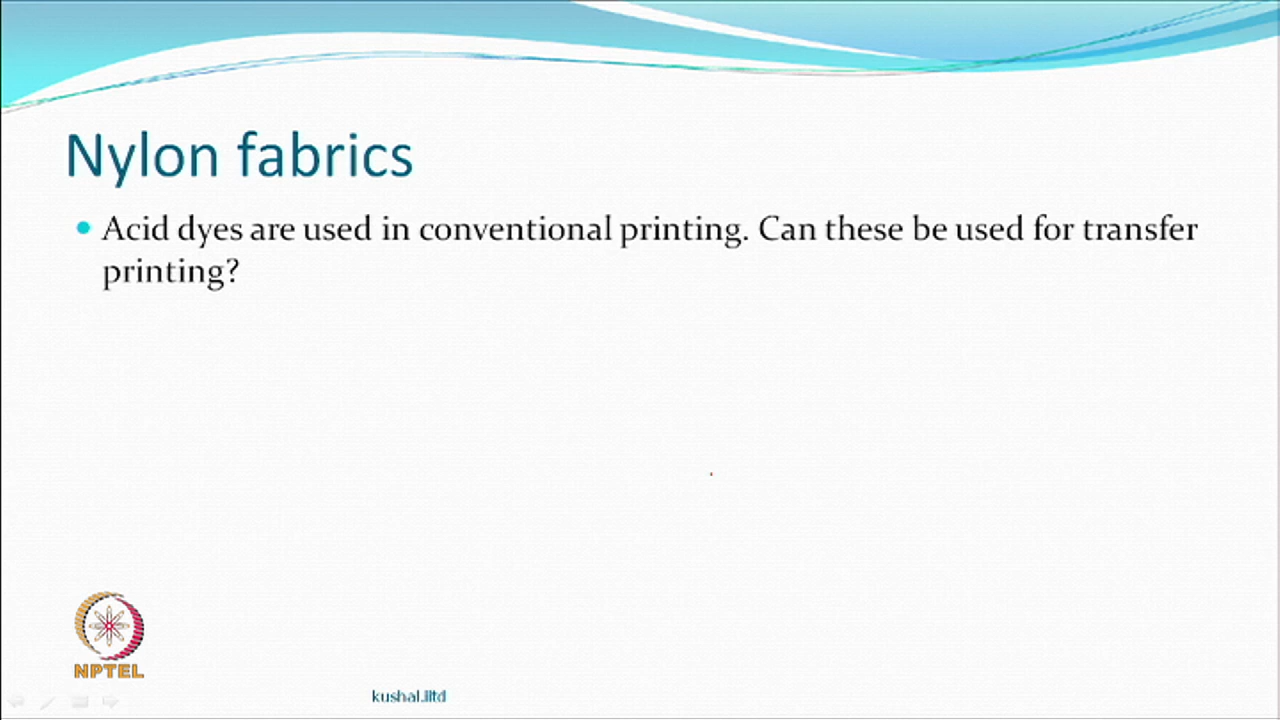 Nylon fabrics
Acid dyes are used in conventional printing. Can these be used for transfer
printing?
NPTEL
kushal.iitd